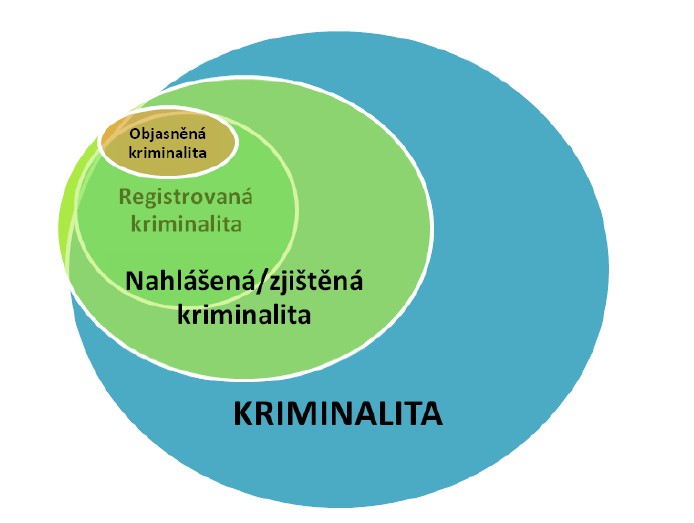 Objasněná
kriminalita
Registrovaná
kriminalita
Nahlášená/zjištěná
kriminalita
KRIMINALITA